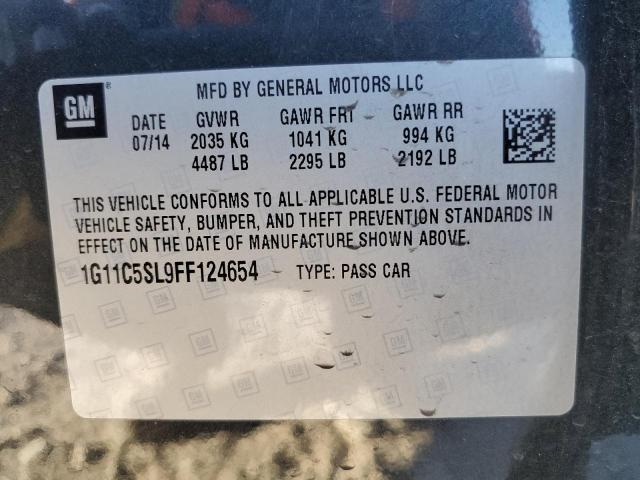 GM ®
MFD BY GENERAL MOTORS LLC
DATE GVWR GAWR FRT GAWR RR
07/14 2035 KG 1041 KG 994 KG
4487 LB 2295 LB 2192 LB
THIS VEHICLE CONFORMS TO ALL APPLICABLE U.S. FEDERAL MOTOR
VEHICLE SAFETY, BUMPER, AND THEFT PREVENTION STANDARDS IN
EFFECT ON THE DATE OF MANUFACTURE SHOWN ABOVE.
1G11C5SL9FF124654 TYPE: PASS CAR